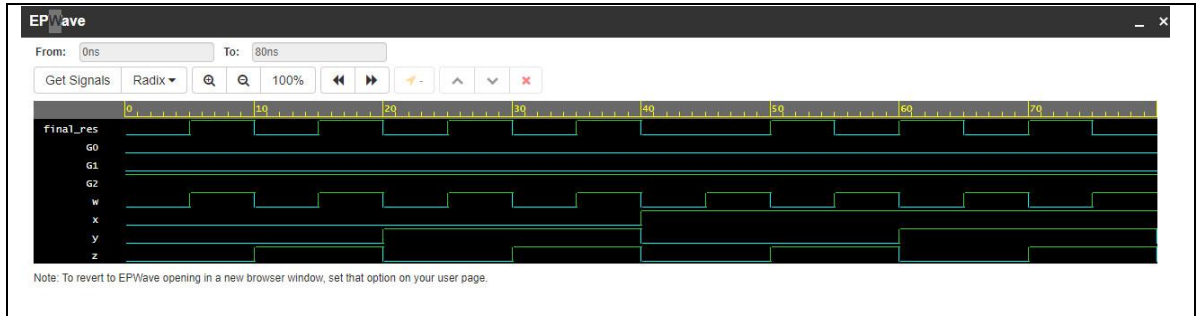 EPWave
From: 0ns To: 80ns
Get Signals Radix 100% -
0 10 20 30 40 50 60 70
final_res
G0
G1
G2
w
x
y
z
Note: To revert to EPWave opening in a new browser window, set that option on your user page.